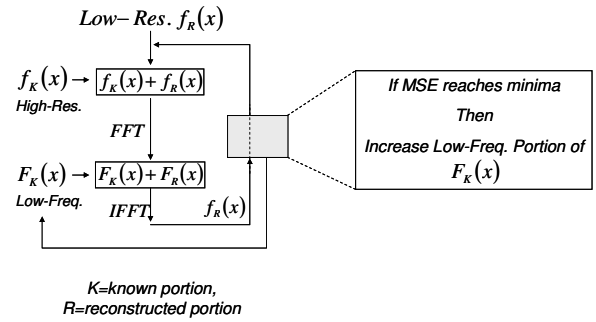 Low-Res. f_R(x)
f_K(x)
High-Res.
f_K(x)+f_R(x)
FFT
F_K(x)
Low-Freq.
F_K(x)+F_R(x)
IFFT
f_R(x)
If MSE reaches minima
Then
Increase Low-Freq. Portion of
F_K(x)
K=known portion,
R=reconstructed portion